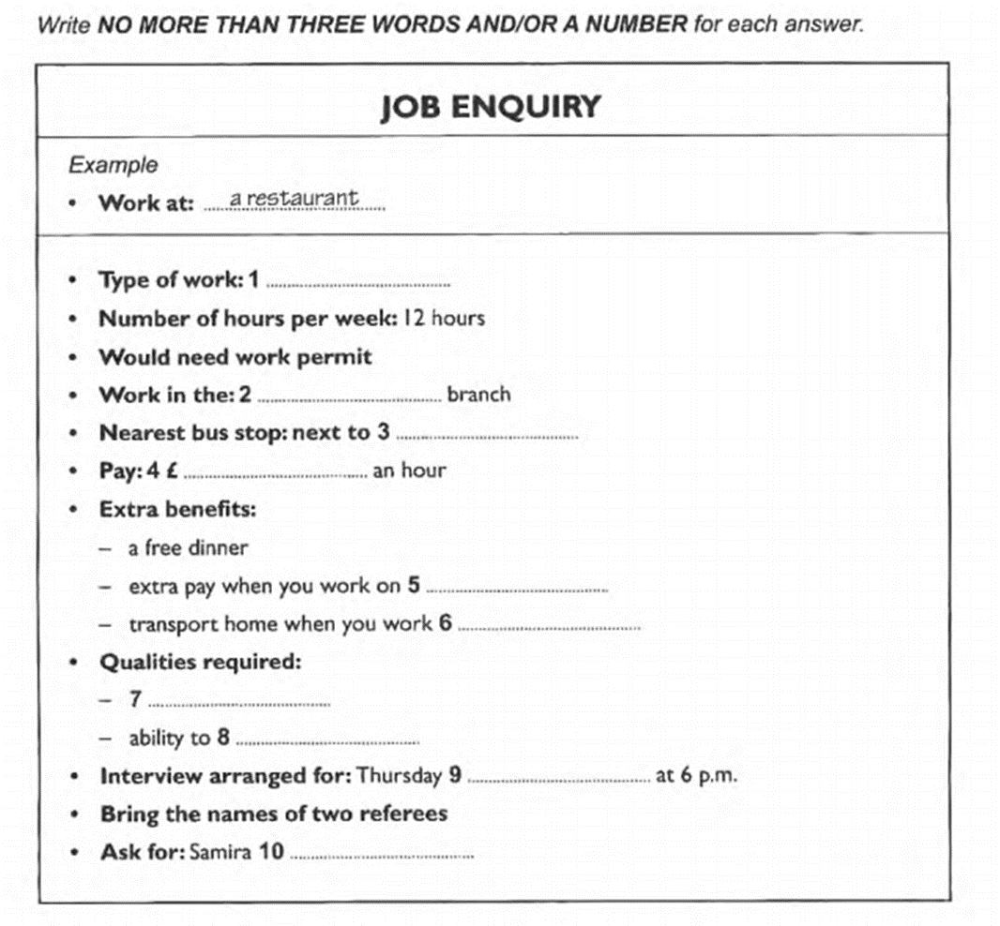 Write NO MORE THAN THREE WORDS AND/OR A NUMBER for each answer.
JOB ENQUIRY
Example
• Work at: a restaurant
• Type of work: 1 ........................................
• Number of hours per week: 12 hours
• Would need work permit
• Work in the: 2 ........................................ branch
• Nearest bus stop: next to 3 ........................................
• Pay: 4 £ ........................................ an hour
• Extra benefits:
– a free dinner
– extra pay when you work on 5 ........................................
– transport home when you work 6 ........................................
• Qualities required:
– 7 ........................................
– ability to 8 ........................................
• Interview arranged for: Thursday 9 ........................................ at 6 p.m.
• Bring the names of two referees
• Ask for: Samira 10 ........................................